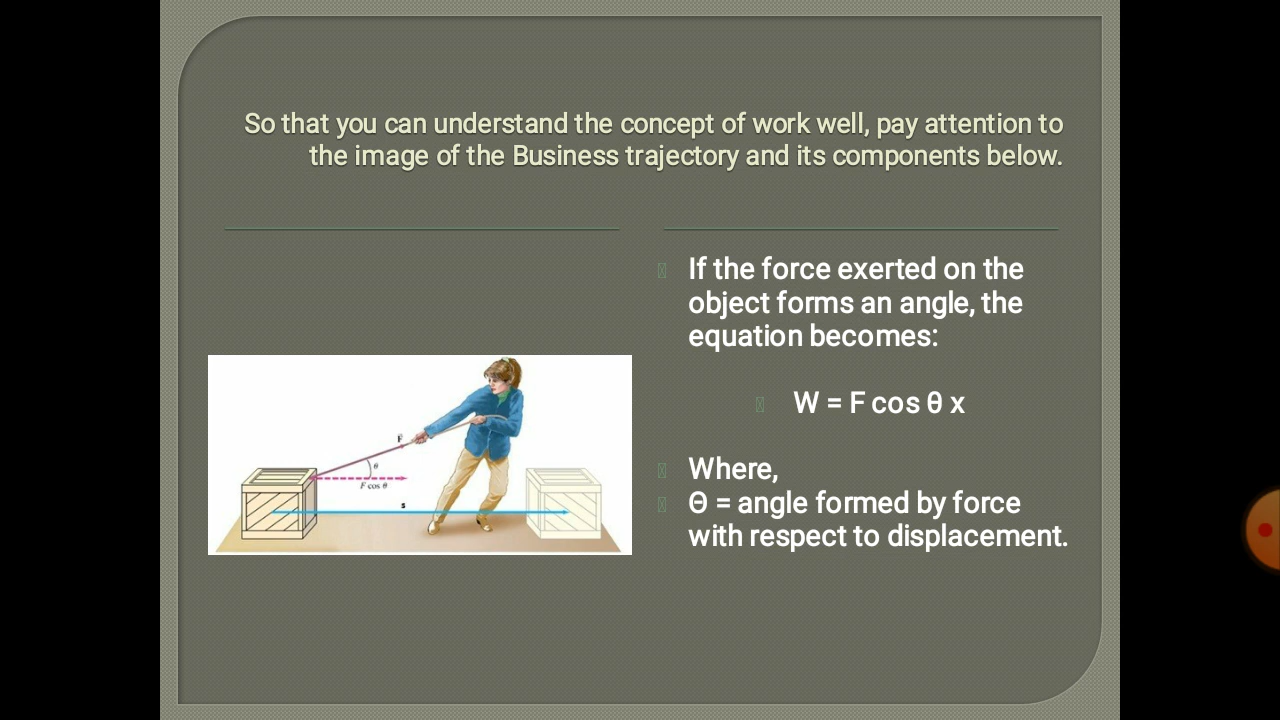 So that you can understand the concept of work well, pay attention to
the image of the Business trajectory and its components below.
If the force exerted on the
object forms an angle, the
equation becomes:
W = F cos θ x
Where,
Θ = angle formed by force
with respect to displacement.
F
θ
F cos θ
s